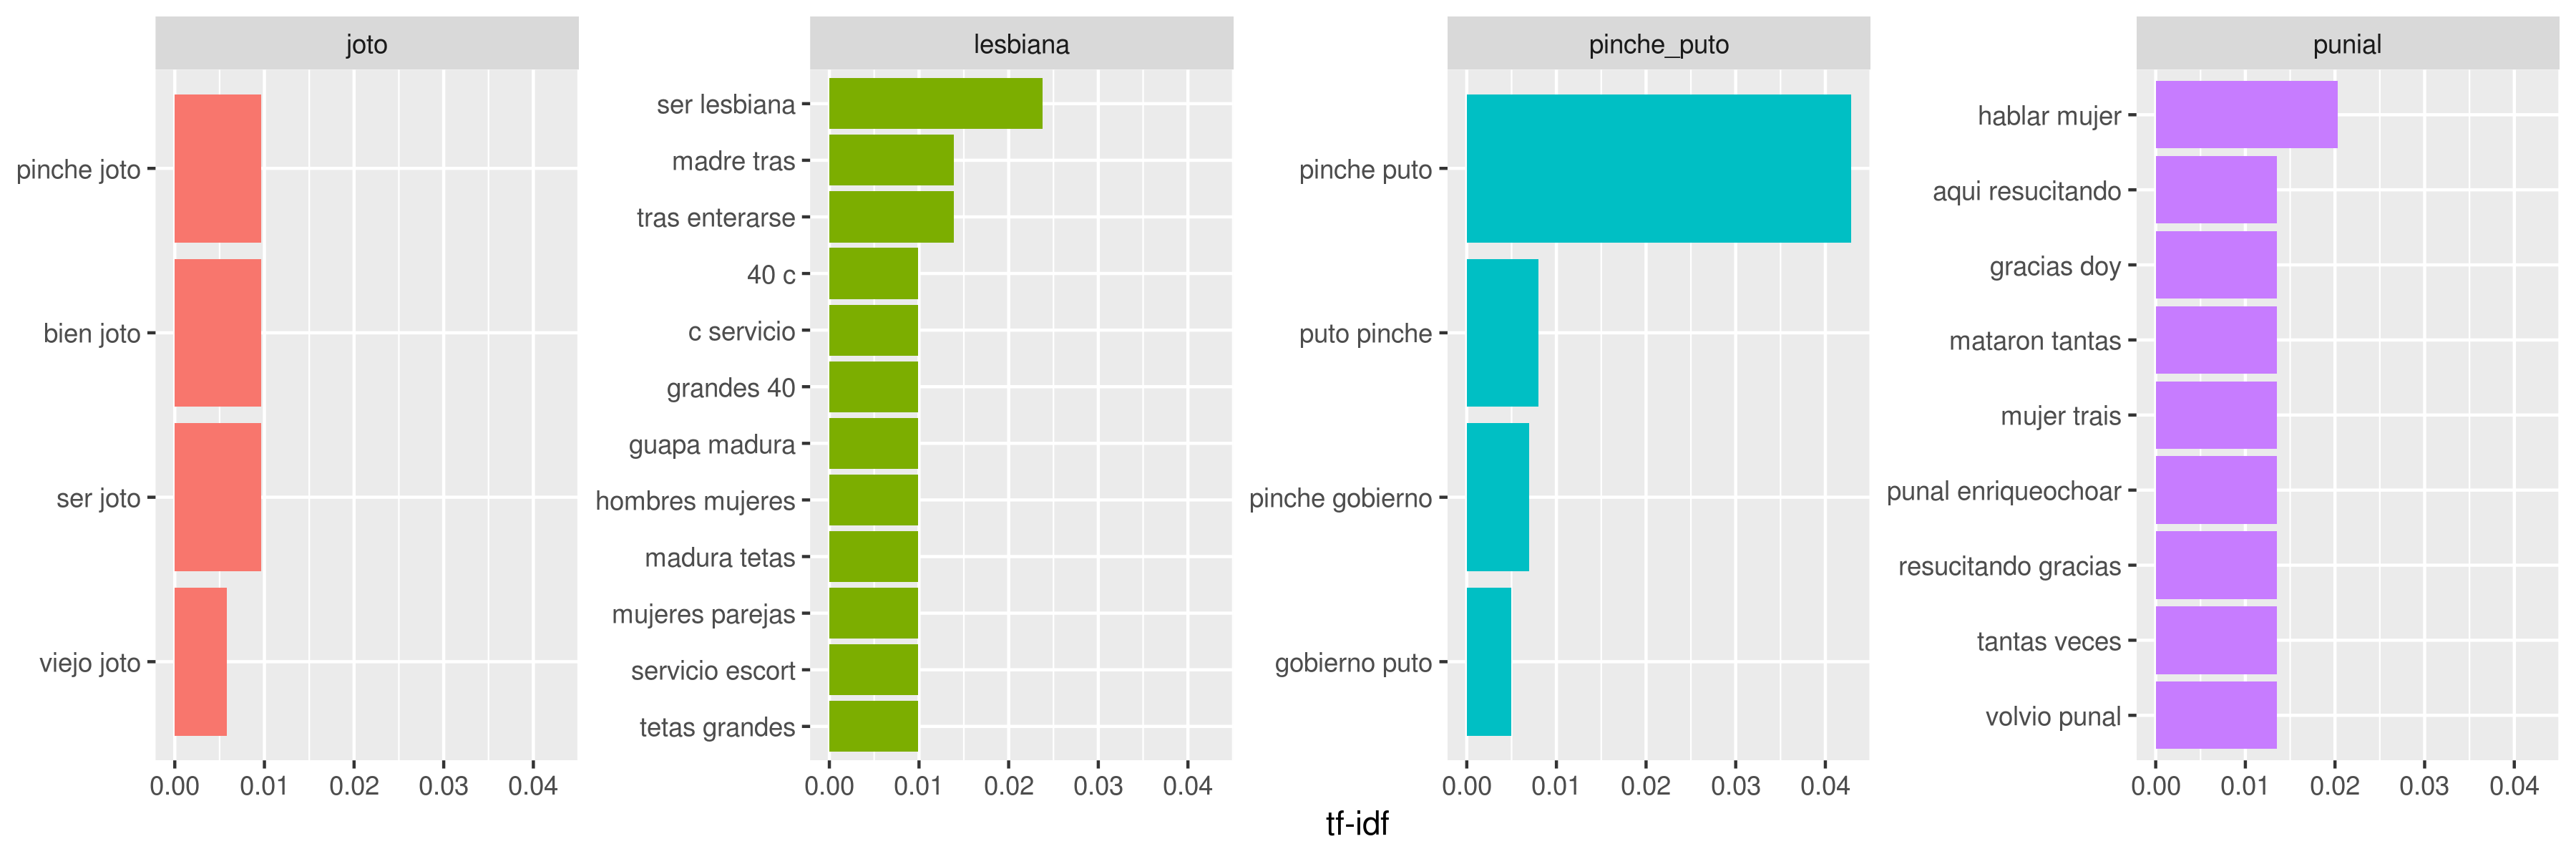 joto
pinche joto
bien joto
ser joto
viejo joto
0.00 0.01 0.02 0.03 0.04
lesbiana
ser lesbiana
madre tras
tras enterarse
40 c
c servicio
grandes 40
guapa madura
hombres mujeres
madura tetas
mujeres parejas
servicio escort
tetas grandes
0.00 0.01 0.02 0.03 0.04
pinche_puto
pinche puto
puto pinche
pinche gobierno
gobierno puto
0.00 0.01 0.02 0.03 0.04
punial
hablar mujer
aqui resucitando
gracias doy
mataron tantas
mujer trais
punal enriqueochoar
resucitando gracias
tantas veces
volvio punal
0.00 0.01 0.02 0.03 0.04
tf-idf